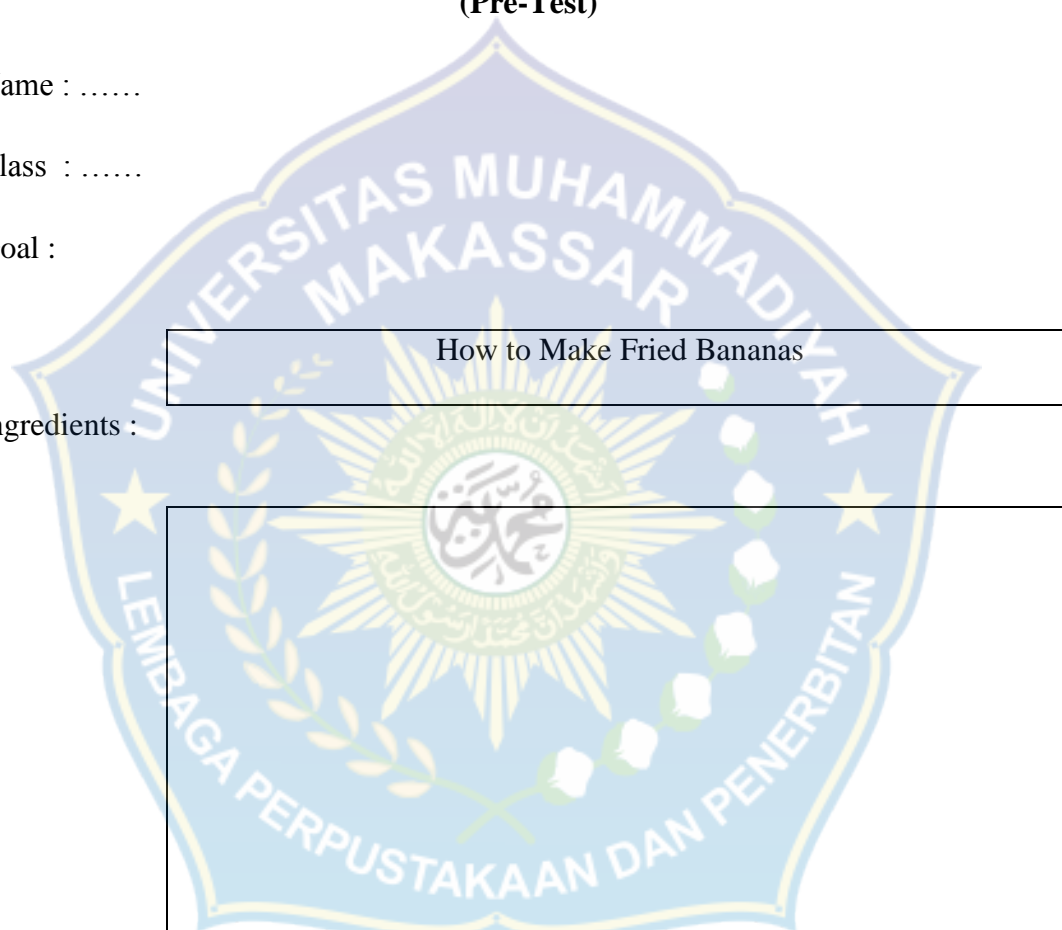 (Pre-Test)
ame : ……
lass : ……
oal :
UNIVERSITAS MUHAMMADIYAH
MAKASSAR
How to Make Fried Bananas
ngredients :
LEMBAGA PERPUSTAKAAN DAN PENERBITAN